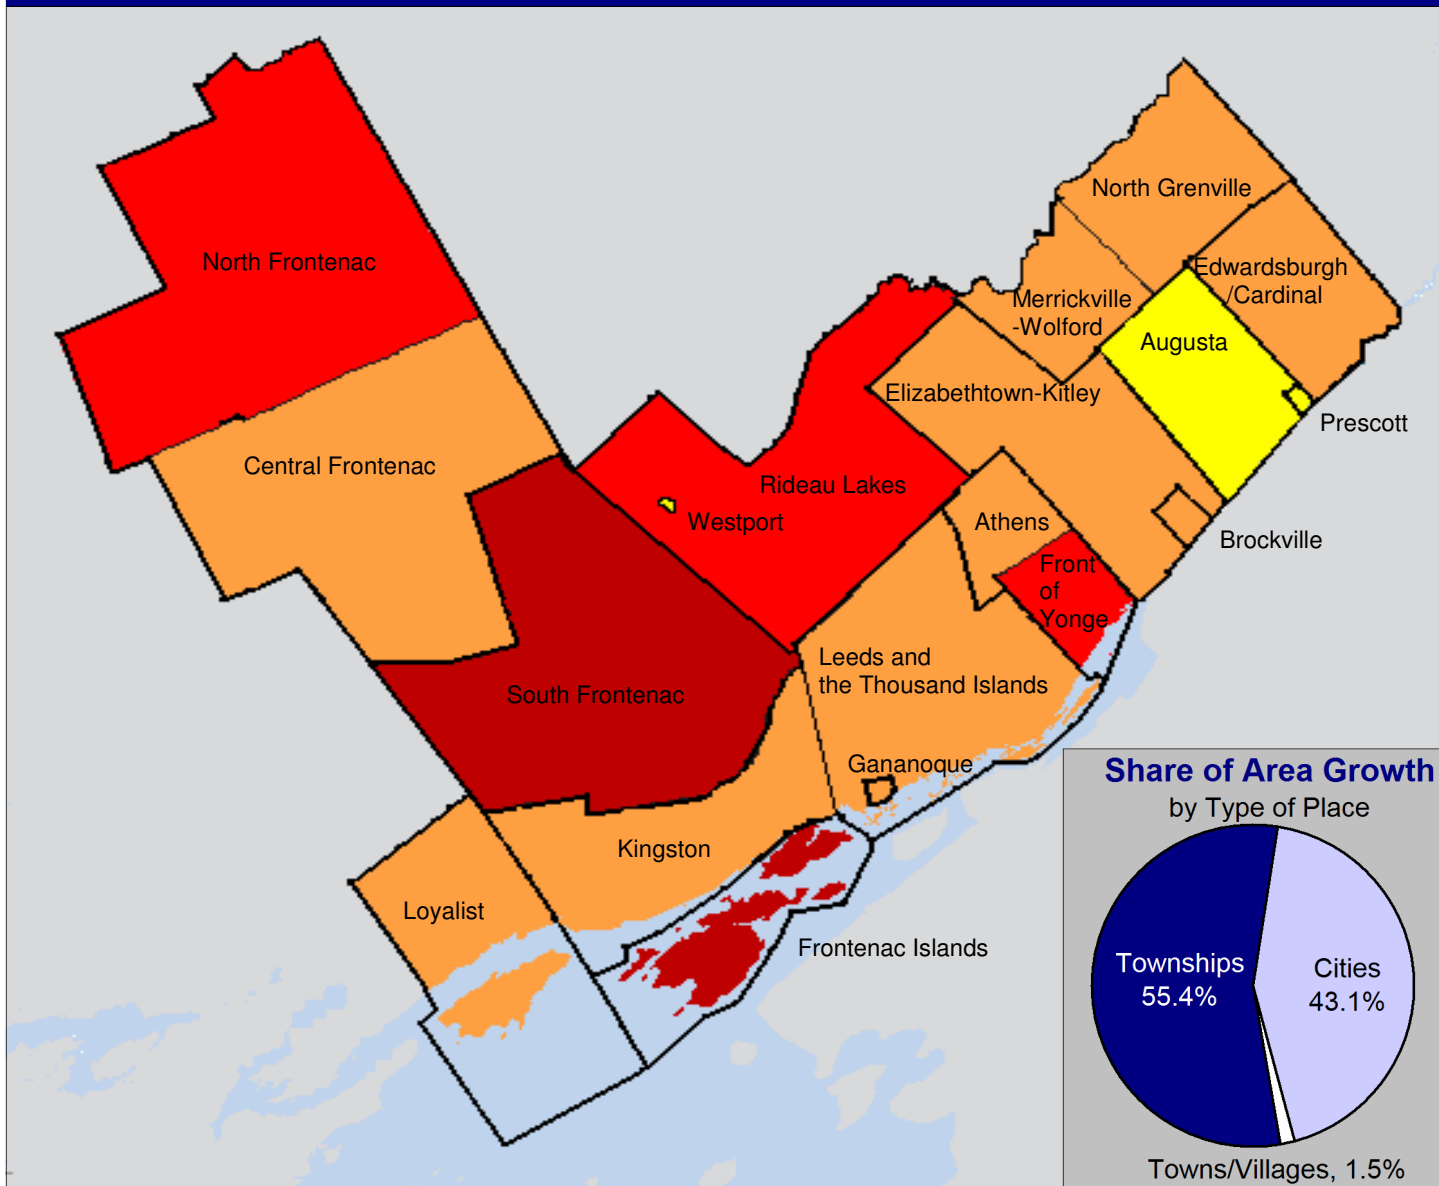 North Grenville
North Frontenac
Edwardsburgh
/Cardinal
Merrickville
-Wolford
Augusta
Elizabethtown-Kitley
Prescott
Central Frontenac
Rideau Lakes
Westport
Athens
Brockville
Front
of
Yonge
Leeds and
the Thousand Islands
South Frontenac
Gananoque
Kingston
Loyalist
Frontenac Islands
Share of Area Growth
by Type of Place
Townships
55.4%
Cities
43.1%
Towns/Villages, 1.5%